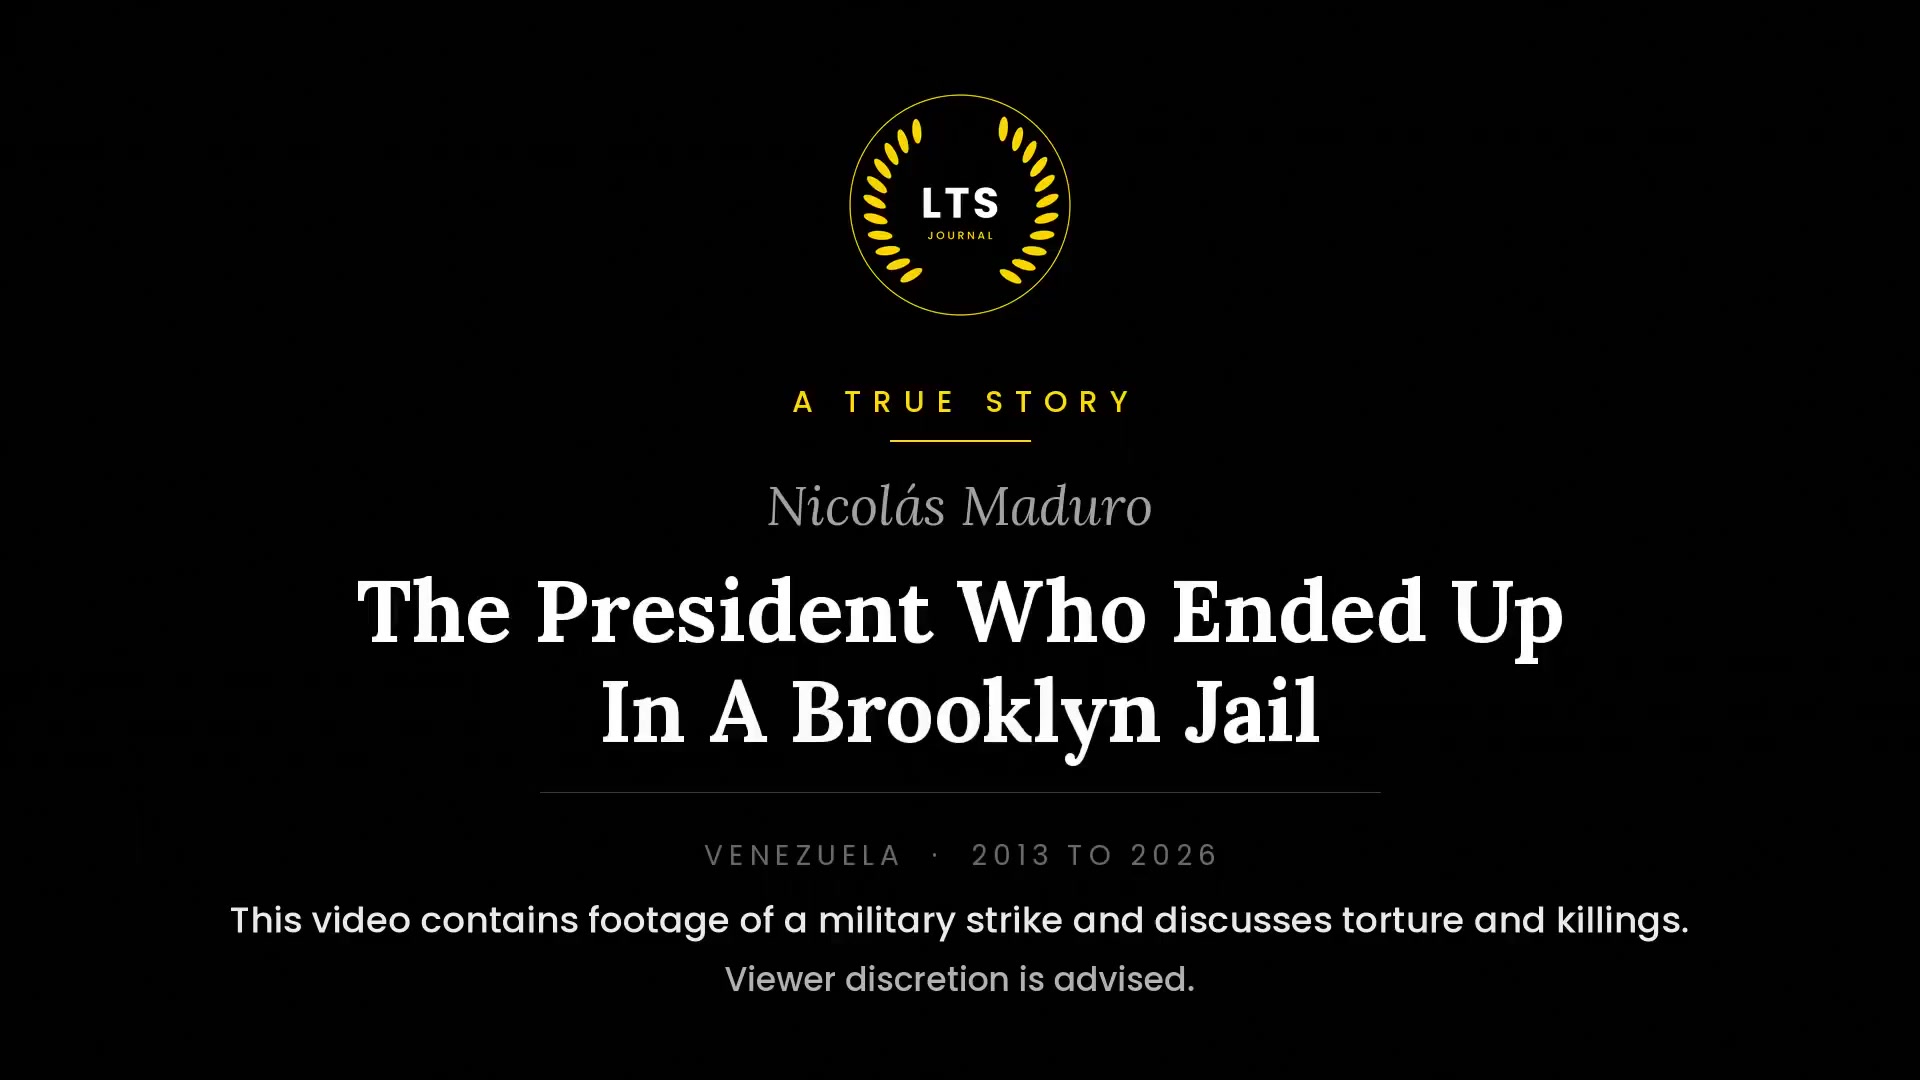 LTS
JOURNAL
A TRUE STORY
Nicolás Maduro
The President Who Ended Up
In A Brooklyn Jail
VENEZUELA · 2013 TO 2026
This video contains footage of a military strike and discusses torture and killings.
Viewer discretion is advised.